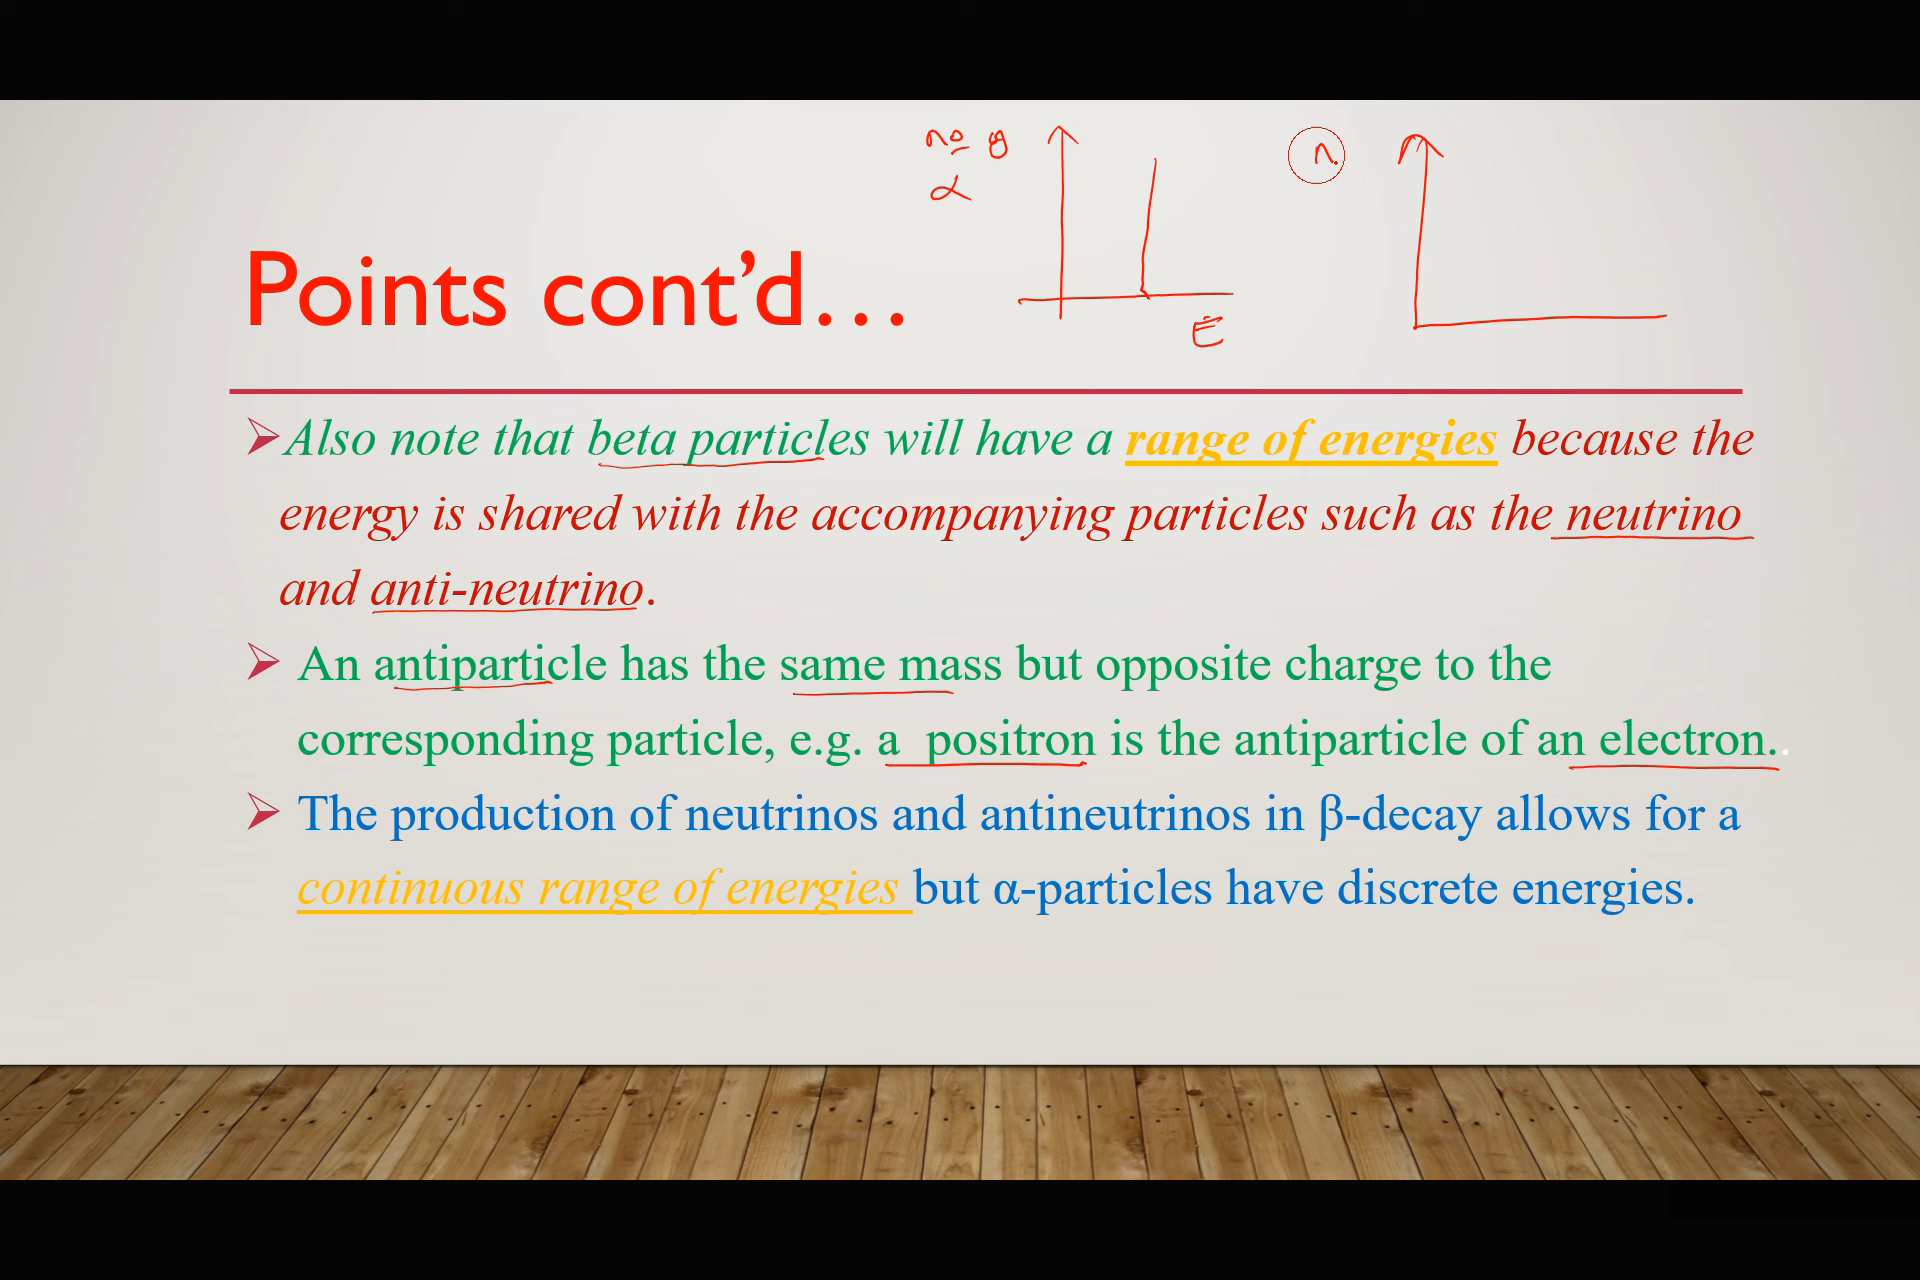 nº of
α
E
n
Points cont’d…
Also note that beta particles will have a range of energies because the
energy is shared with the accompanying particles such as the neutrino
and anti-neutrino.
An antiparticle has the same mass but opposite charge to the
corresponding particle, e.g. a positron is the antiparticle of an electron..
The production of neutrinos and antineutrinos in β-decay allows for a
continuous range of energies but α-particles have discrete energies.